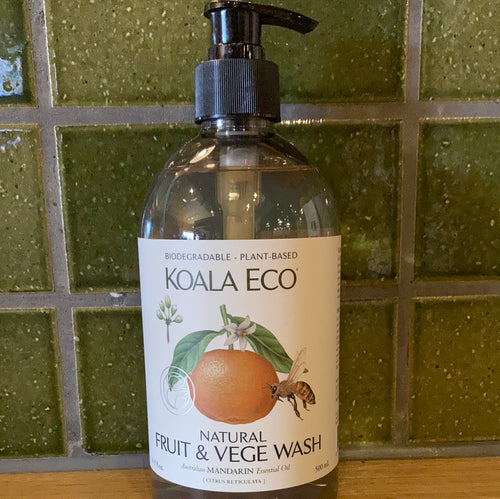 BIODEGRADABLE - PLANT-BASED
KOALA ECO®
NATURAL
FRUIT & VEGE WASH
Australian MANDARIN Essential Oil
500 mL
[ CITRUS RETICULATA ]